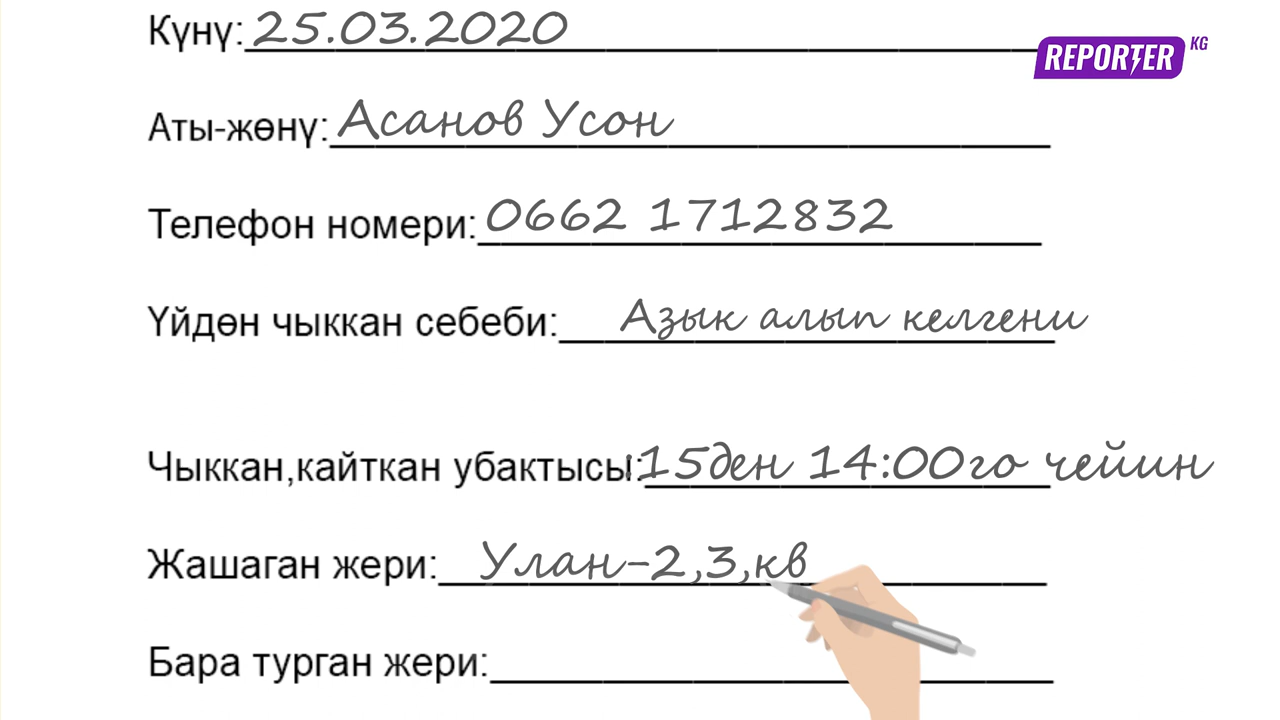 Күнү: 25.03.2020
REPORTER KG
Аты-жөнү: Асанов Усон
Телефон номери: 0662 1712832
Үйдөн чыккан себеби: Азык алып келгени
Чыккан,кайткан убактысы: 15ден 14:00го чейин
Жашаган жери: Улан-2,3,кв
Бара турган жери: